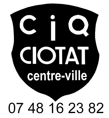 CiQ
CIOTAT
centre-ville
07 48 16 23 82